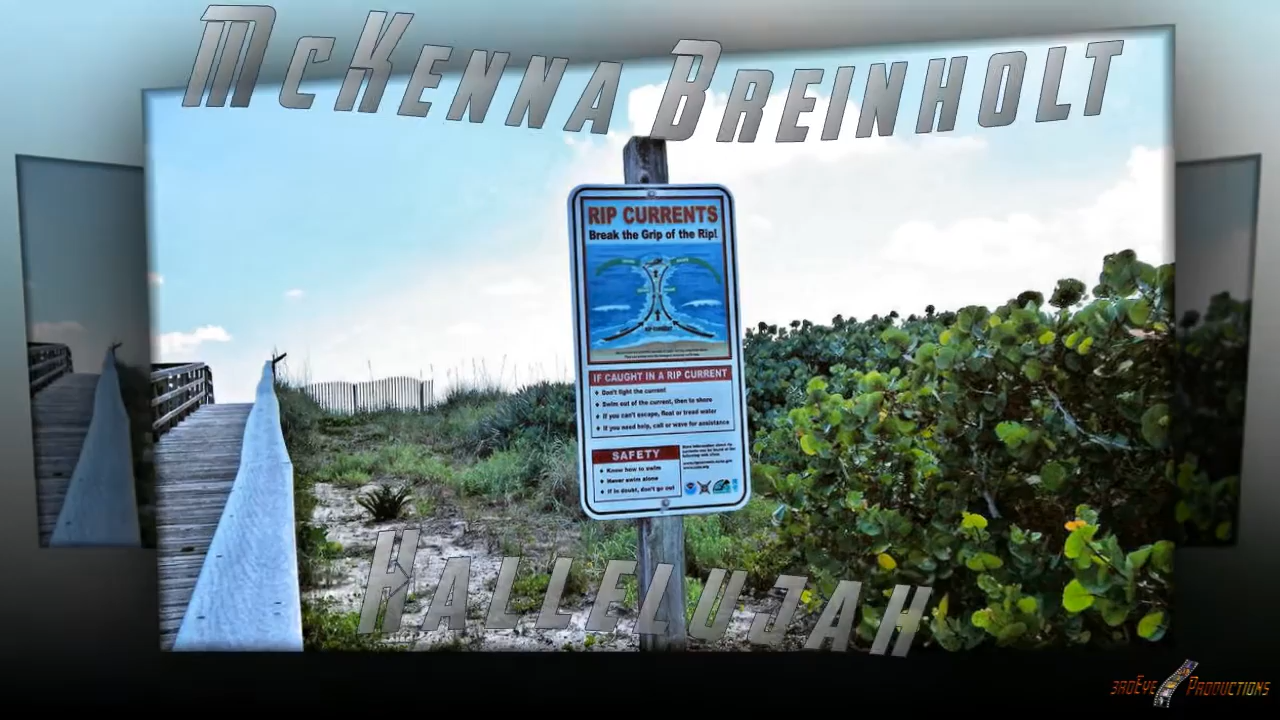 McKenna Breinholt
RIP CURRENTS
Break the Grip of the Rip!
IF CAUGHT IN A RIP CURRENT
♦ Don't fight the current
♦ Swim out of the current, then to shore
♦ If you can't escape, float or tread water
♦ If you need help, call or wave for assistance
SAFETY
♦ Know how to swim
♦ Never swim alone
♦ If in doubt, don't go out
Hallelujah
3rdEye Productions